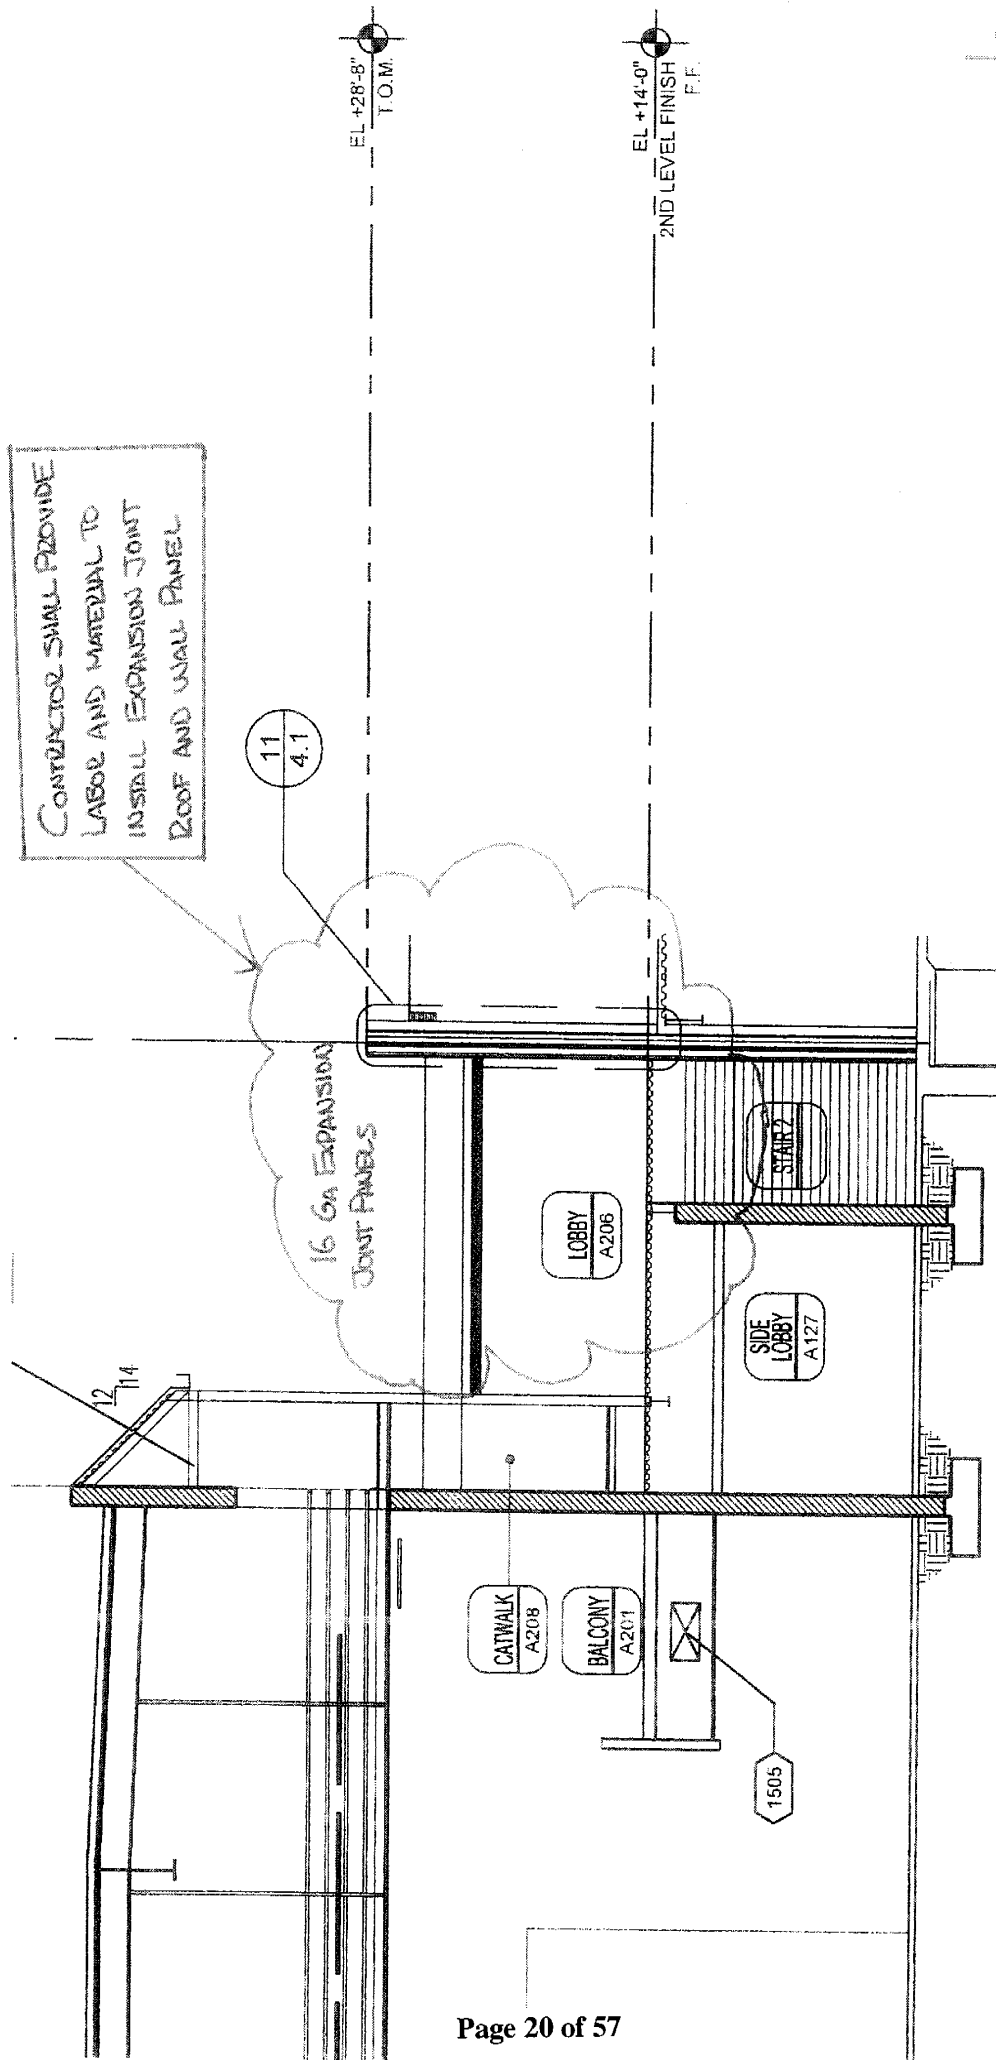 EL +28'-8"
T.O.M.
EL +14'-0"
2ND LEVEL FINISH
F.F.
CONTRACTOR SHALL PROVIDE
LABOR AND MATERIAL TO
INSTALL EXPANSION JOINT
ROOF AND WALL PANEL
11
4.1
16 GA EXPANSION
JOINT PANELS
STAIR 2
LOBBY
A206
SIDE
LOBBY
A127
12
14
CATWALK
A208
BALCONY
A201
1505
Page 20 of 57